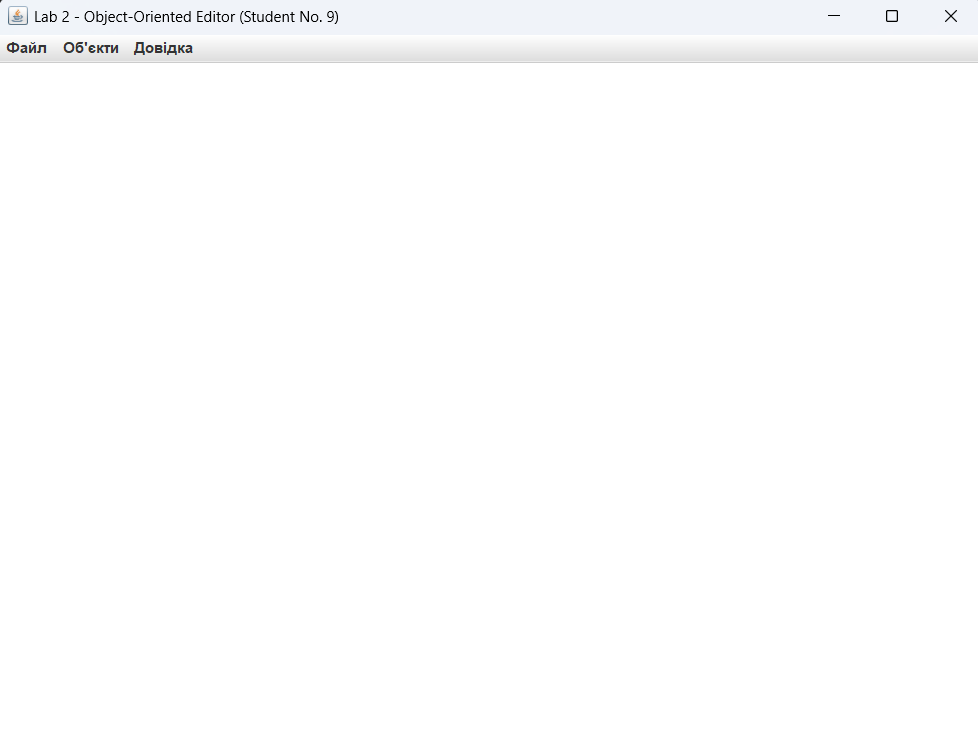 Lab 2 - Object-Oriented Editor (Student No. 9)
Файл Об'єкти Довідка